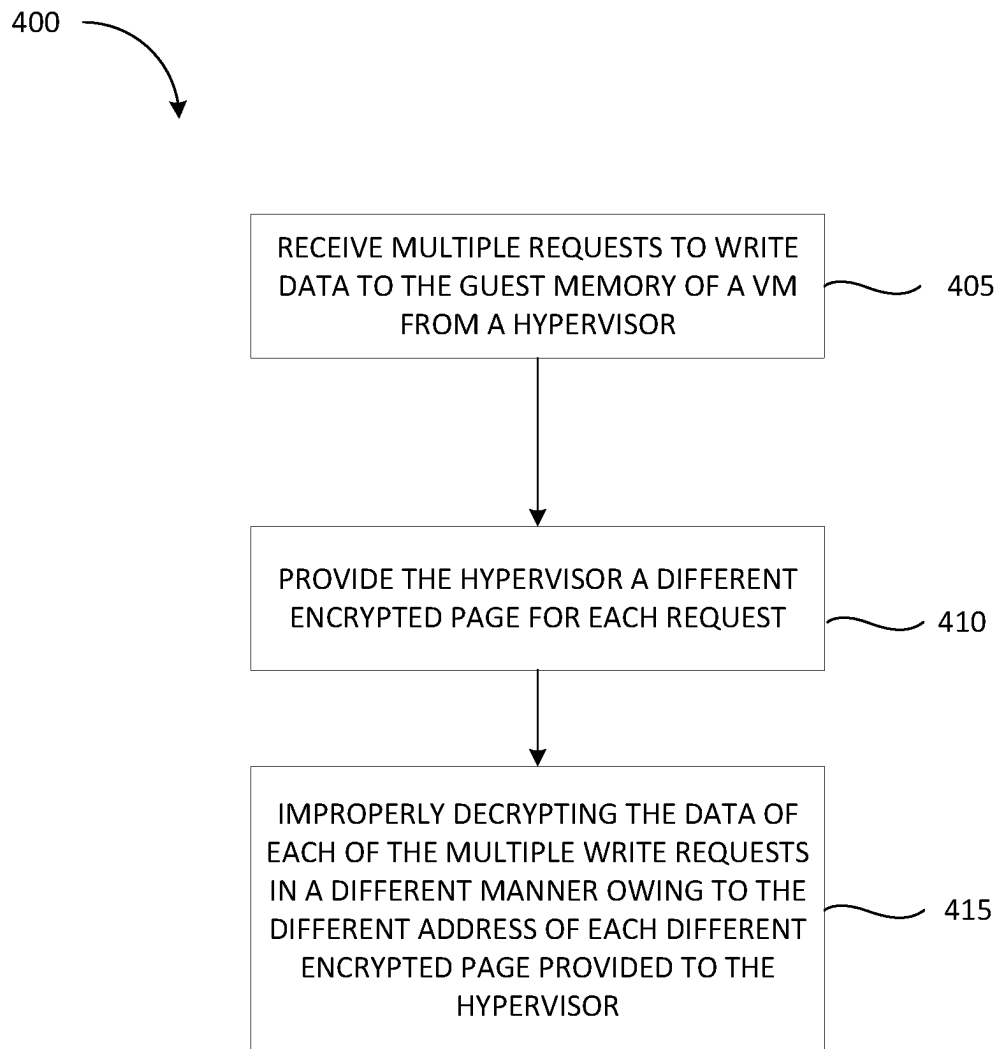 400
RECEIVE MULTIPLE REQUESTS TO WRITE
DATA TO THE GUEST MEMORY OF A VM
FROM A HYPERVISOR
405
PROVIDE THE HYPERVISOR A DIFFERENT
ENCRYPTED PAGE FOR EACH REQUEST
410
IMPROPERLY DECRYPTING THE DATA OF
EACH OF THE MULTIPLE WRITE REQUESTS
IN A DIFFERENT MANNER OWING TO THE
DIFFERENT ADDRESS OF EACH DIFFERENT
ENCRYPTED PAGE PROVIDED TO THE
HYPERVISOR
415